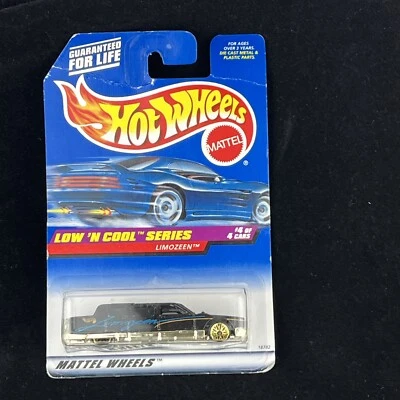 GUARANTEED
FOR LIFE
FOR AGES
OVER 3 YEARS.
DIE CAST METAL &
PLASTIC PARTS.
HOT WHEELS
MATTEL
®
LOW 'N COOL™ SERIES
#4 OF
4 CARS
LIMOZEEN™
MATTEL WHEELS™